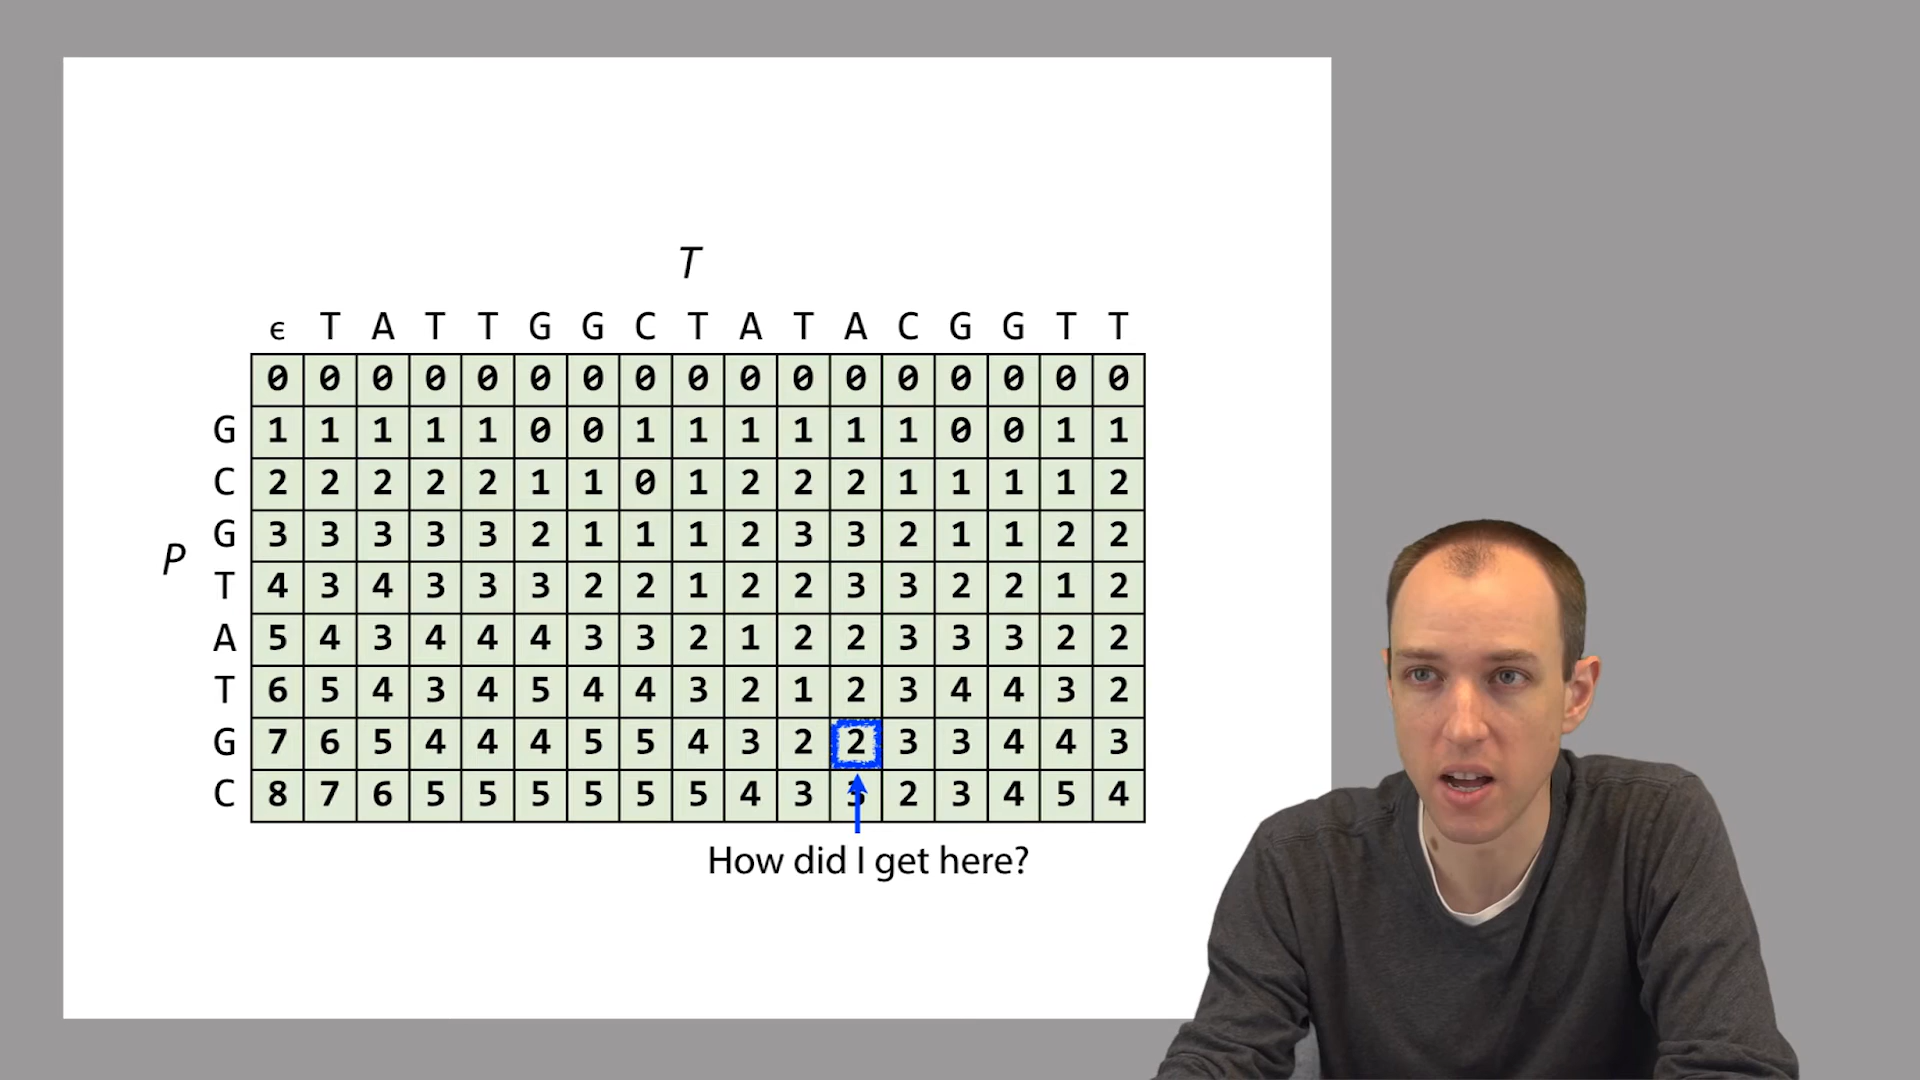 T
ϵ T A T T G G C T A T A C G G T T
0 0 0 0 0 0 0 0 0 0 0 0 0 0 0 0 0
G 1 1 1 1 1 0 0 1 1 1 1 1 1 0 0 1 1
C 2 2 2 2 2 1 1 0 1 2 2 2 1 1 1 1 2
G 3 3 3 3 3 2 1 1 1 2 3 3 2 1 1 2 2
P
T 4 3 4 3 3 3 2 2 1 2 2 3 3 2 2 1 2
A 5 4 3 4 4 4 3 3 2 1 2 2 3 3 3 2 2
T 6 5 4 3 4 5 4 4 3 2 1 2 3 4 4 3 2
G 7 6 5 4 4 4 5 5 4 3 2 2 3 3 4 4 3
C 8 7 6 5 5 5 5 5 5 4 3 3 2 3 4 5 4
How did I get here?